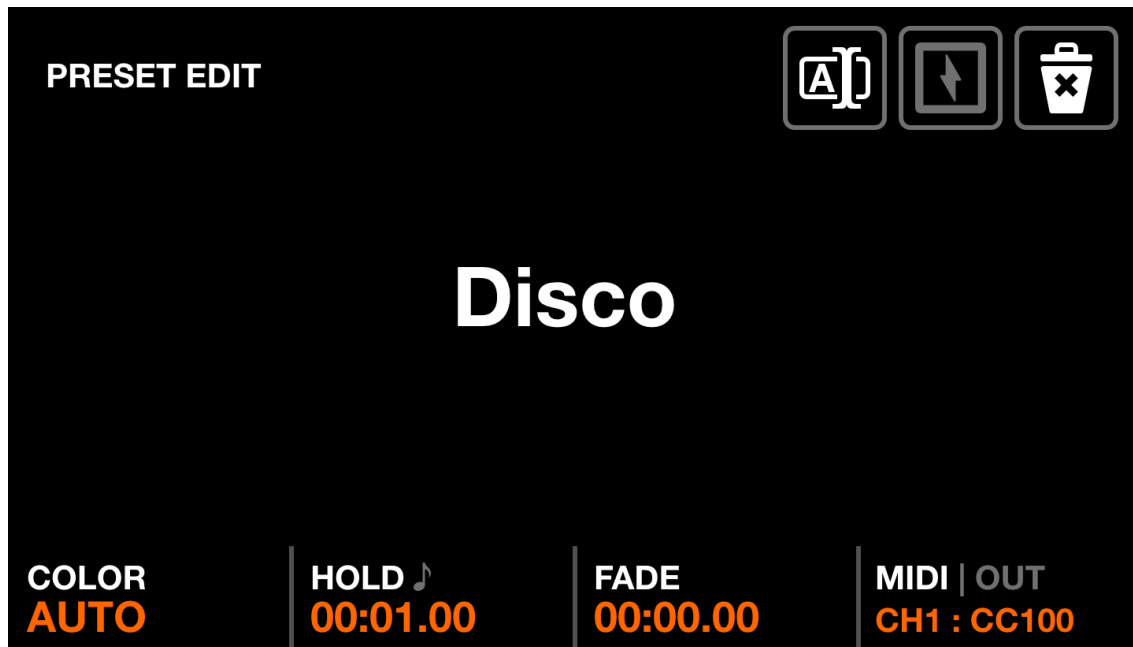 PRESET EDIT
A
Disco
COLOR
AUTO
HOLD ♪
00:01.00
FADE
00:00.00
MIDI | OUT
CH1 : CC100